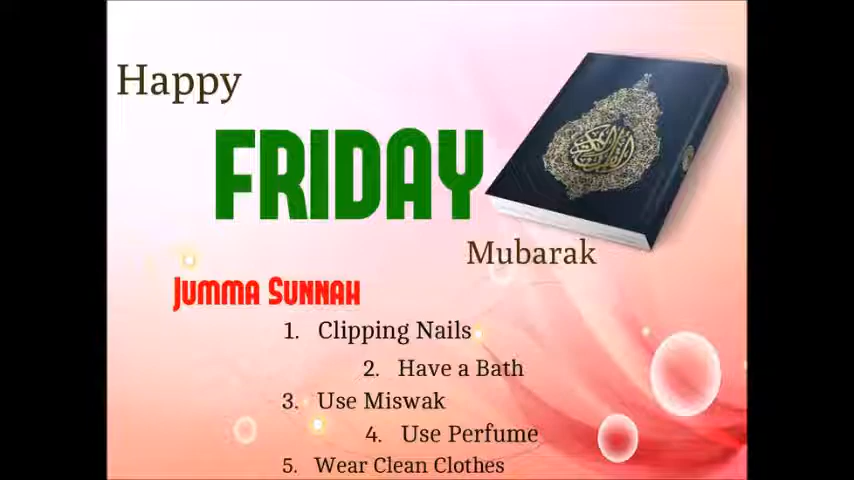 Happy
FRIDAY
Mubarak
Jumma Sunnah
1. Clipping Nails
2. Have a Bath
3. Use Miswak
4. Use Perfume
5. Wear Clean Clothes